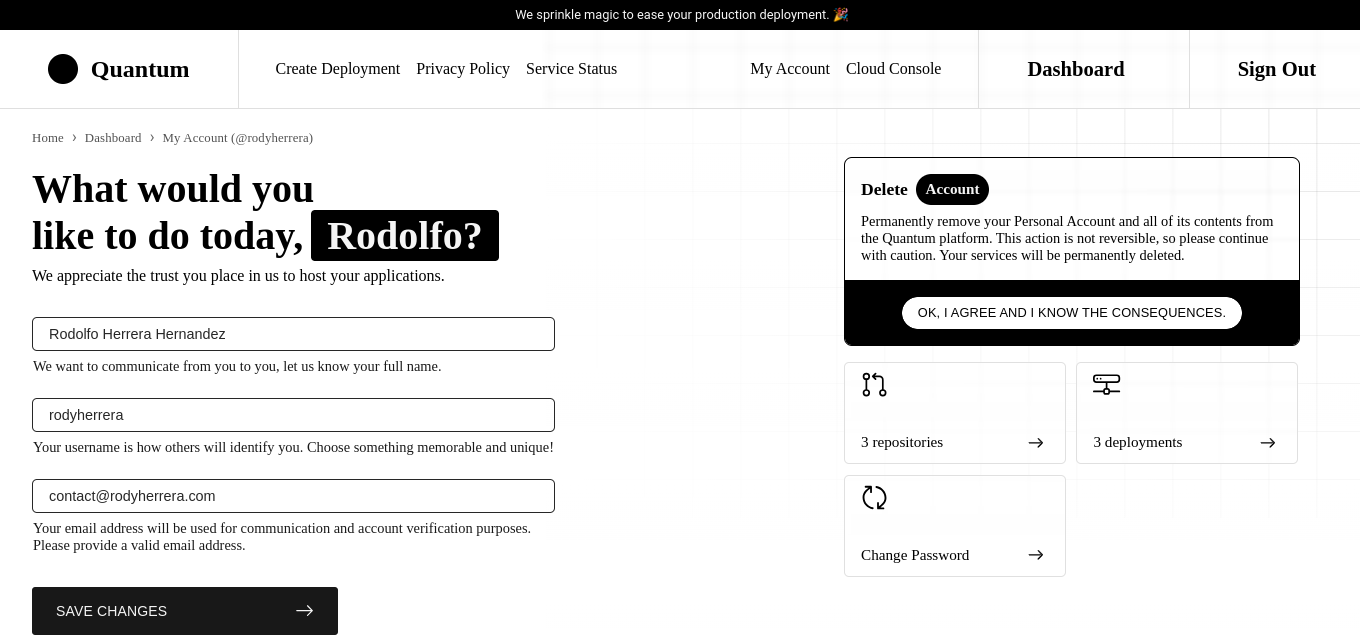 We sprinkle magic to ease your production deployment. 🎉
Quantum
Create Deployment Privacy Policy Service Status
My Account Cloud Console
Dashboard
Sign Out
Home › Dashboard › My Account (@rodyherrera)
What would you
like to do today, Rodolfo?
We appreciate the trust you place in us to host your applications.
Rodolfo Herrera Hernandez
We want to communicate from you to you, let us know your full name.
rodyherrera
Your username is how others will identify you. Choose something memorable and unique!
contact@rodyherrera.com
Your email address will be used for communication and account verification purposes.
Please provide a valid email address.
SAVE CHANGES
Delete Account
Permanently remove your Personal Account and all of its contents from
the Quantum platform. This action is not reversible, so please continue
with caution. Your services will be permanently deleted.
OK, I AGREE AND I KNOW THE CONSEQUENCES.
3 repositories
3 deployments
Change Password